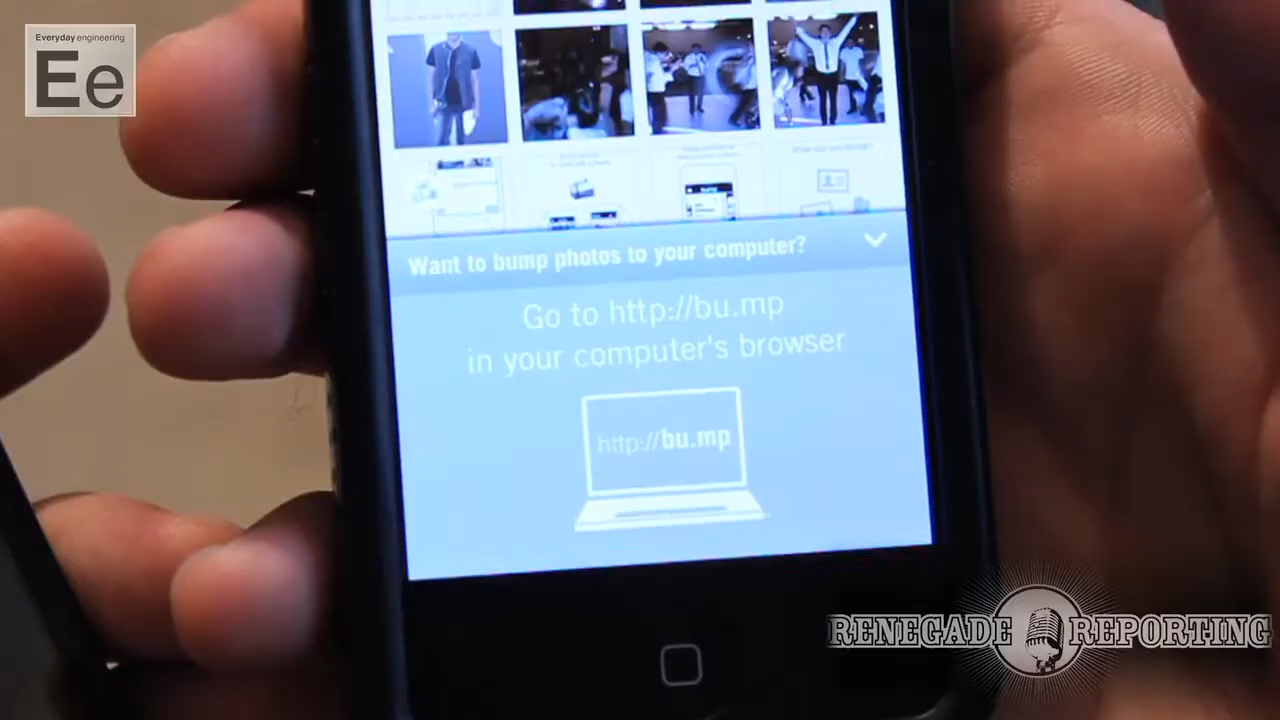 Everyday engineering
Ee
Want to bump photos to your computer?
Go to http://bu.mp
in your computer's browser
http://bu.mp
RENEGADE REPORTING